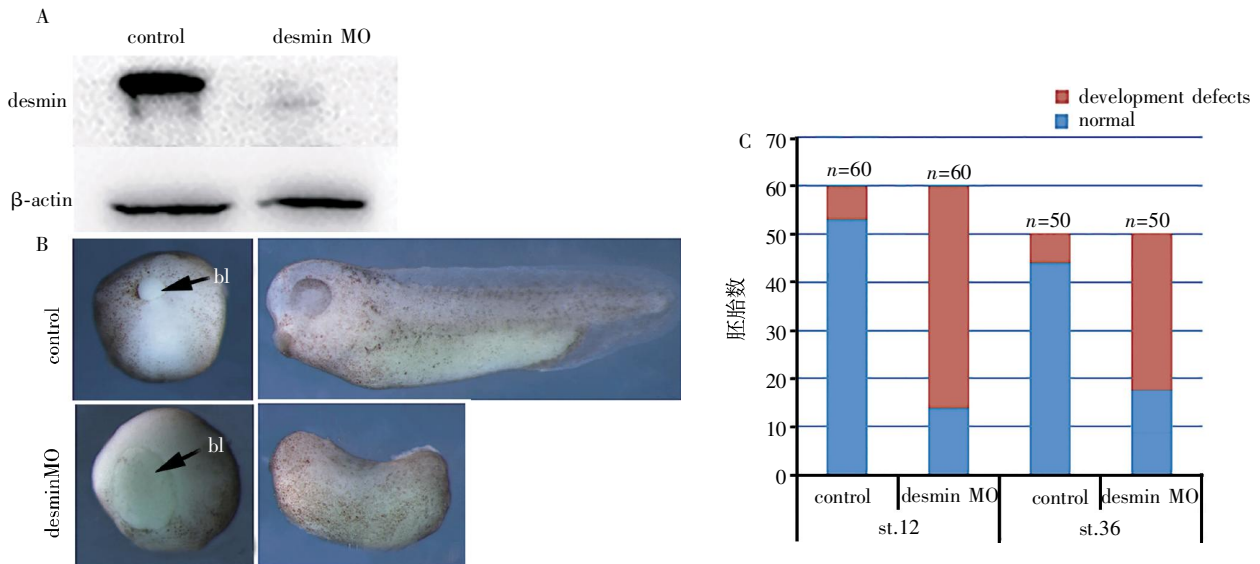 A
control desmin MO
desmin
β-actin
B
bl
control
bl
desminMO
development defects
normal
C
70
60
50
40
30
20
10
0
n=60 n=60
n=50 n=50
胚胎数
control desmin MO control desmin MO
st.12 st.36